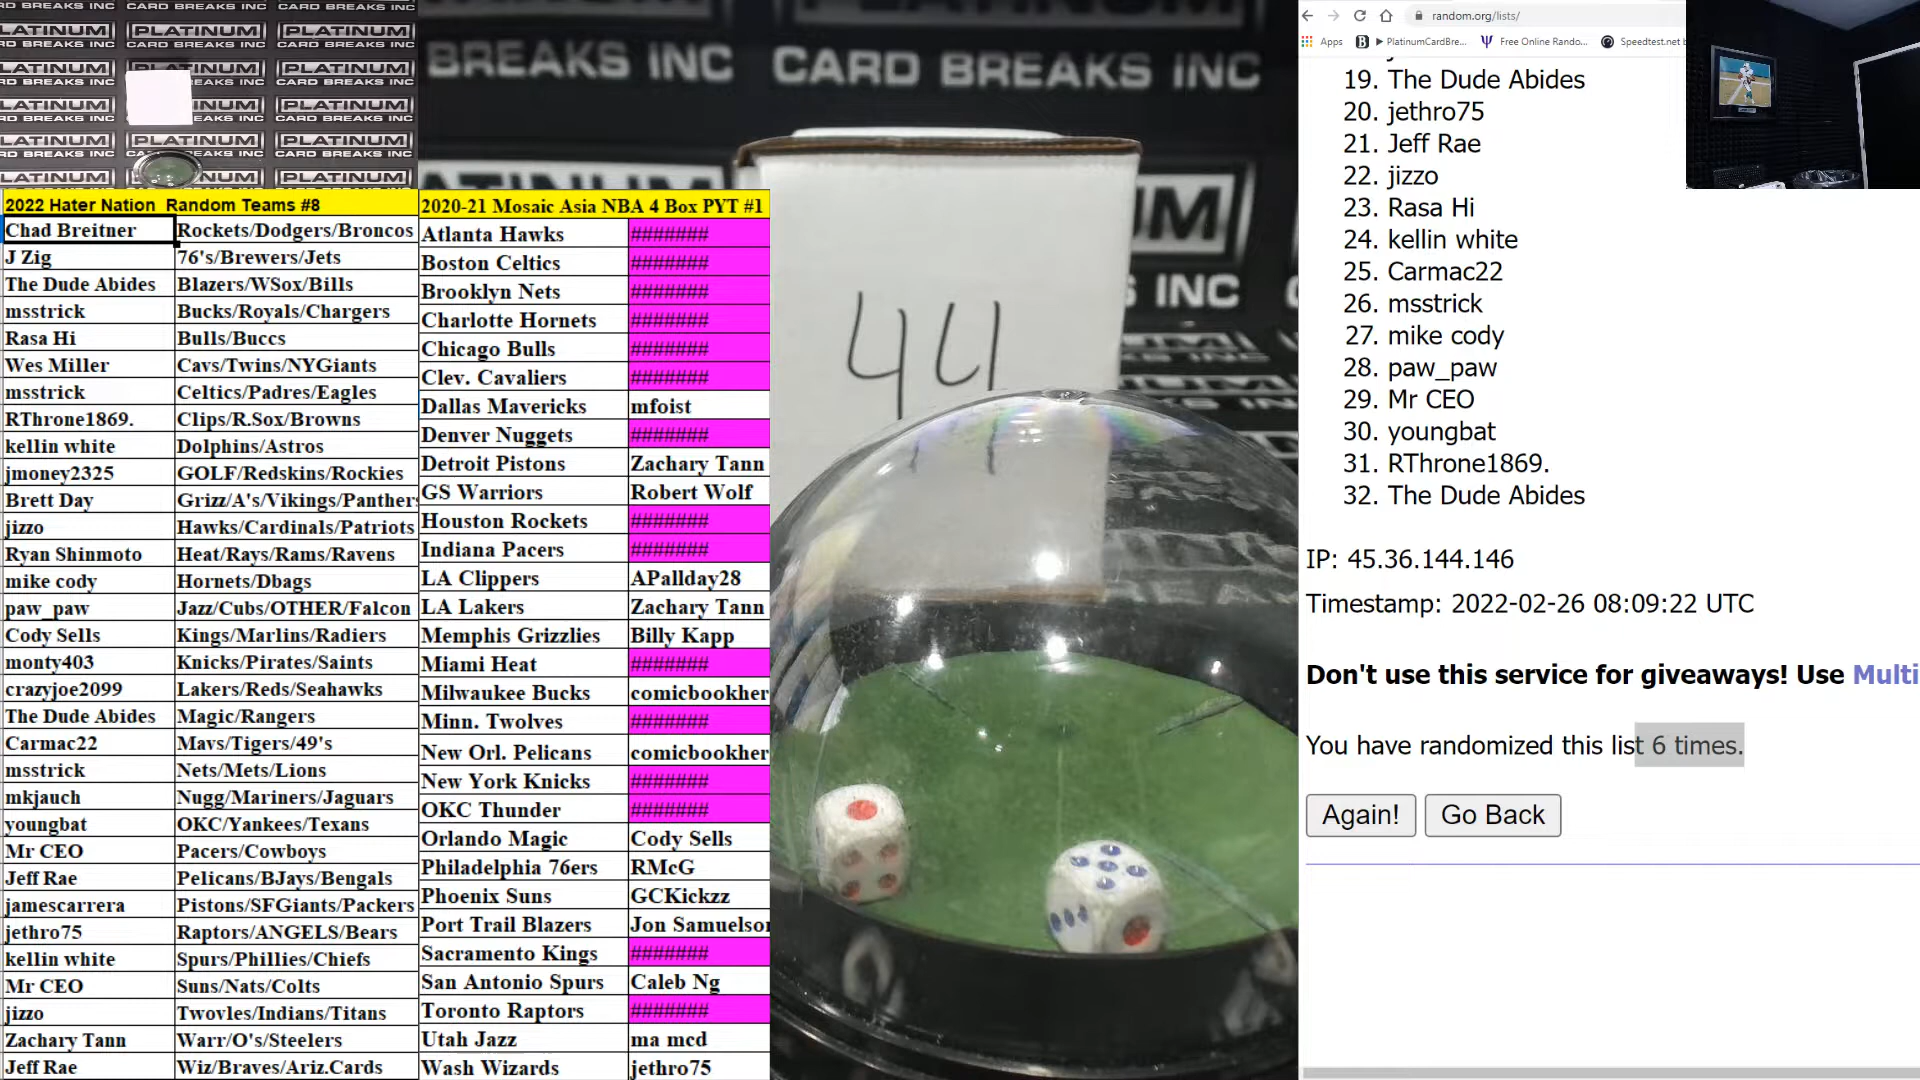 PLATINUM
CARD BREAKS INC
BREAKS INC CARD BREAKS INC
44
2022 Hater Nation Random Teams #8
Chad Breitner Rockets/Dodgers/Broncos
J Zig 76's/Brewers/Jets
The Dude Abides Blazers/WSox/Bills
msstrick Bucks/Royals/Chargers
Rasa Hi Bulls/Buccs
Wes Miller Cavs/Twins/NYGiants
msstrick Celtics/Padres/Eagles
RThrone1869. Clips/R.Sox/Browns
kellin white Dolphins/Astros
jmoney2325 GOLF/Redskins/Rockies
Brett Day Grizz/A's/Vikings/Panthers
jizzo Hawks/Cardinals/Patriots
Ryan Shinmoto Heat/Rays/Rams/Ravens
mike cody Hornets/Dbags
paw_paw Jazz/Cubs/OTHER/Falcon
Cody Sells Kings/Marlins/Radiers
monty403 Knicks/Pirates/Saints
crazyjoe2099 Lakers/Reds/Seahawks
The Dude Abides Magic/Rangers
Carmac22 Mavs/Tigers/49's
msstrick Nets/Mets/Lions
mkjauch Nugg/Mariners/Jaguars
youngbat OKC/Yankees/Texans
Mr CEO Pacers/Cowboys
Jeff Rae Pelicans/BJays/Bengals
jamescarrera Pistons/SFGiants/Packers
jethro75 Raptors/ANGELS/Bears
kellin white Spurs/Phillies/Chiefs
Mr CEO Suns/Nats/Colts
jizzo Twovles/Indians/Titans
Zachary Tann Warr/O's/Steelers
Jeff Rae Wiz/Braves/Ariz.Cards
2020-21 Mosaic Asia NBA 4 Box PYT #1
Atlanta Hawks #######
Boston Celtics #######
Brooklyn Nets #######
Charlotte Hornets #######
Chicago Bulls #######
Clev. Cavaliers #######
Dallas Mavericks mfoist
Denver Nuggets #######
Detroit Pistons Zachary Tann
GS Warriors Robert Wolf
Houston Rockets #######
Indiana Pacers #######
LA Clippers APallday28
LA Lakers Zachary Tann
Memphis Grizzlies Billy Kapp
Miami Heat #######
Milwaukee Bucks comicbookher
Minn. Twolves #######
New Orl. Pelicans comicbookher
New York Knicks #######
OKC Thunder #######
Orlando Magic Cody Sells
Philadelphia 76ers RMcG
Phoenix Suns GCKickzz
Port Trail Blazers Jon Samuelson
Sacramento Kings #######
San Antonio Spurs Caleb Ng
Toronto Raptors #######
Utah Jazz ma mcd
Wash Wizards jethro75
random.org/lists/
Apps PlatinumCardBre... Free Online Rando... Speedtest.net b
19. The Dude Abides
20. jethro75
21. Jeff Rae
22. jizzo
23. Rasa Hi
24. kellin white
25. Carmac22
26. msstrick
27. mike cody
28. paw_paw
29. Mr CEO
30. youngbat
31. RThrone1869.
32. The Dude Abides
IP: 45.36.144.146
Timestamp: 2022-02-26 08:09:22 UTC
Don't use this service for giveaways! Use Multi
You have randomized this list 6 times.
Again! Go Back